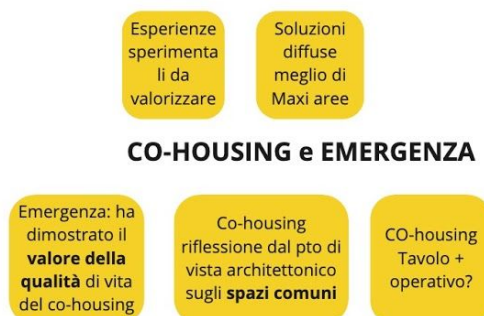 Esperienze
sperimenta
li da
valorizzare
Soluzioni
diffuse
meglio di
Maxi aree
CO-HOUSING e EMERGENZA
Emergenza: ha
dimostrato il
valore della
qualità di vita
del co-housing
Co-housing
riflessione dal pto di
vista architettonico
sugli spazi comuni
CO-housing
Tavolo +
operativo?